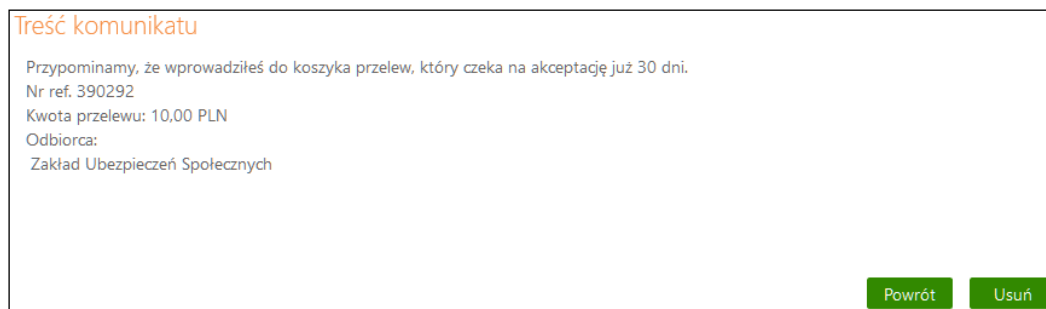 Treść komunikatu
Przypominamy, że wprowadziłeś do koszyka przelew, który czeka na akceptację już 30 dni.
Nr ref. 390292
Kwota przelewu: 10,00 PLN
Odbiorca:
Zakład Ubezpieczeń Społecznych
Powrót Usuń